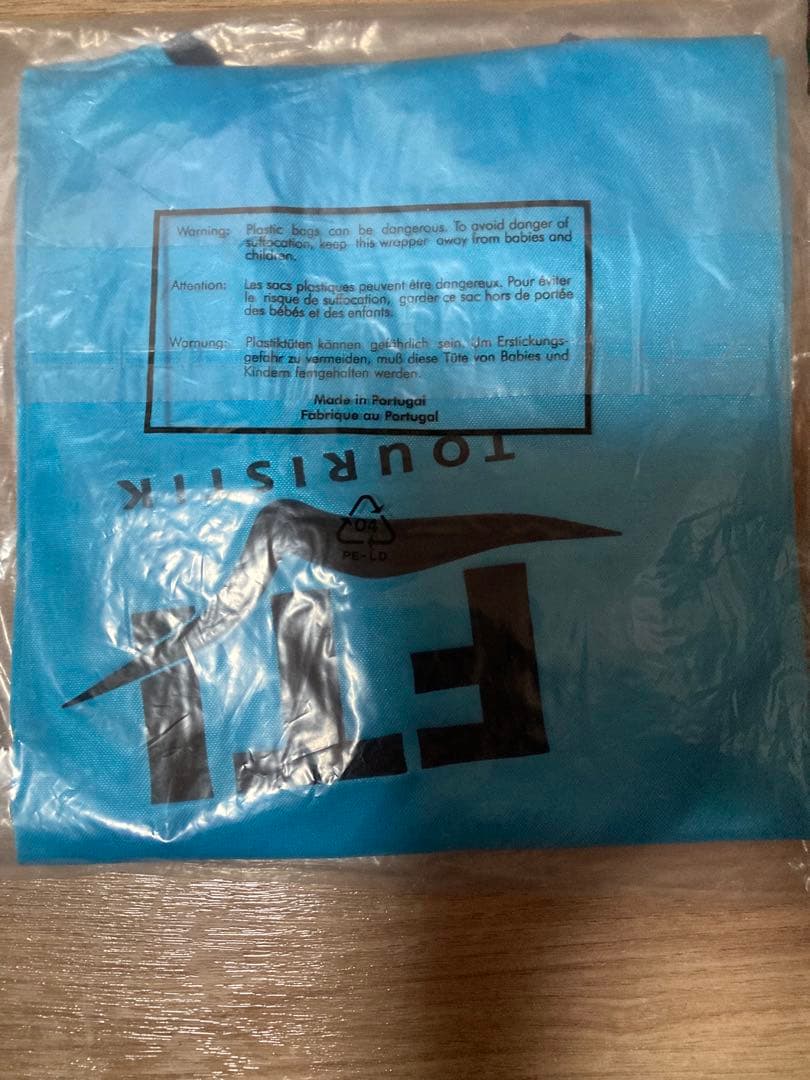 Warning: Plastic bags can be dangerous. To avoid danger of
suffocation, keep this wrapper away from babies and
children.
Attention: Les sacs plastiques peuvent être dangereux. Pour éviter
le risque de suffocation, garder ce sac hors de portée
des bébés et des enfants.
Warnung: Plastiktüten können gefährlich sein. Um Erstickungs-
gefahr zu vermeiden, muß diese Tüte von Babies und
Kindern ferngehalten werden.
Made in Portugal
Fabrique au Portugal
TOURISTIK
04
PE-LD
FTI